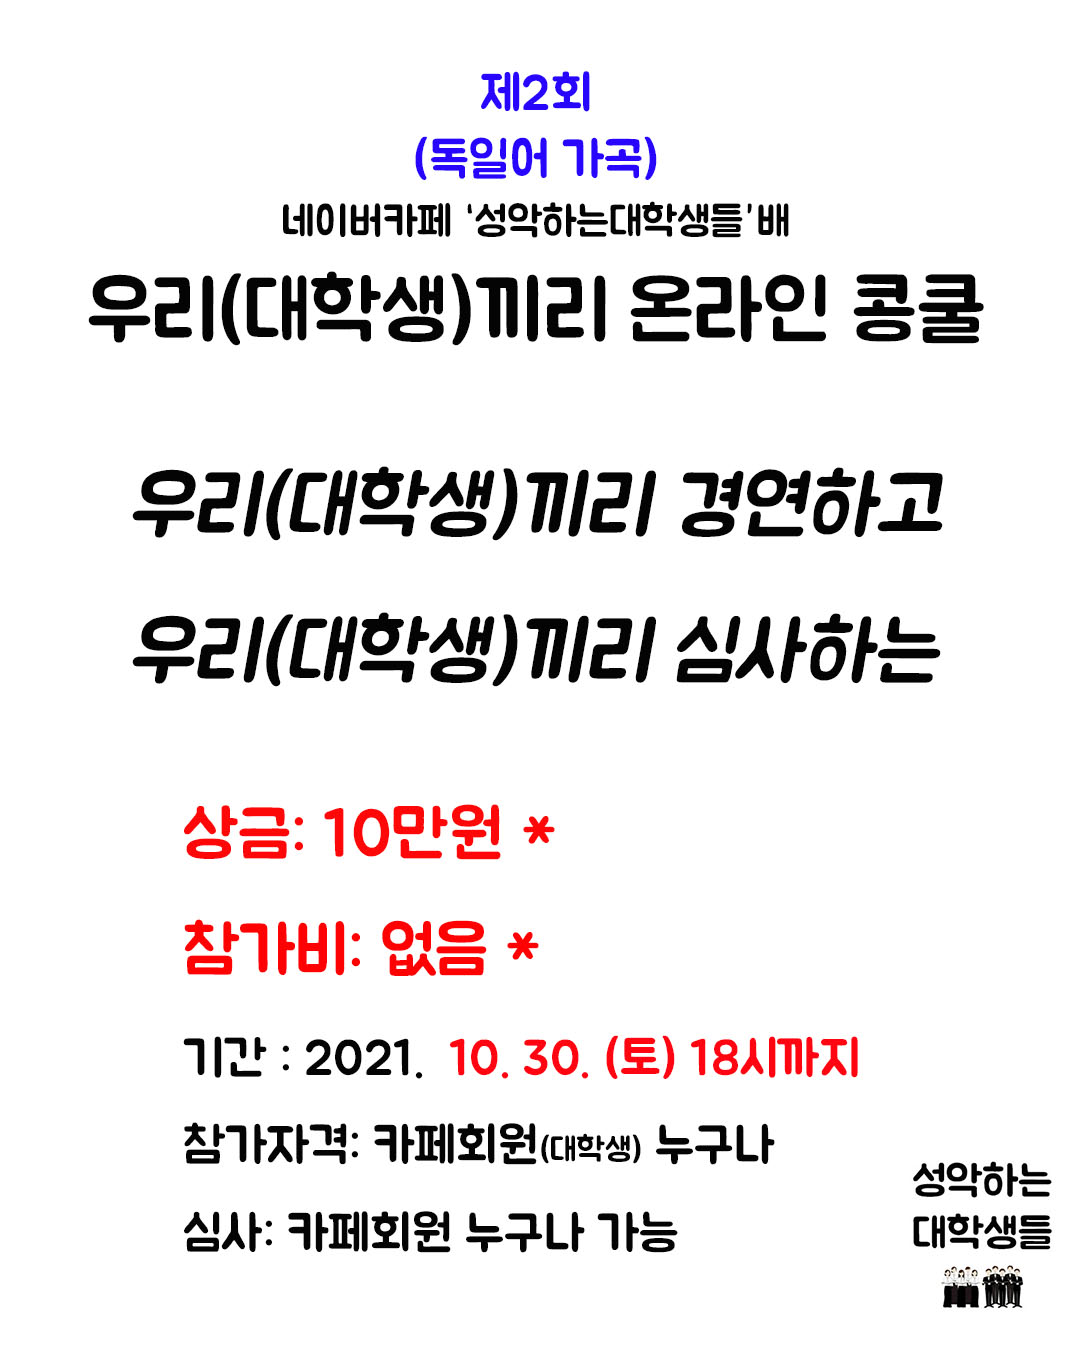 제2회
(독일어 가곡)
네이버카페 '성악하는대학생들'배
우리(대학생)끼리 온라인 콩쿨
우리(대학생)끼리 경연하고
우리(대학생)끼리 심사하는
상금: 10만원 *
참가비: 없음 *
기간 : 2021. 10. 30. (토) 18시까지
참가자격: 카페회원(대학생) 누구나
심사: 카페회원 누구나 가능
성악하는
대학생들